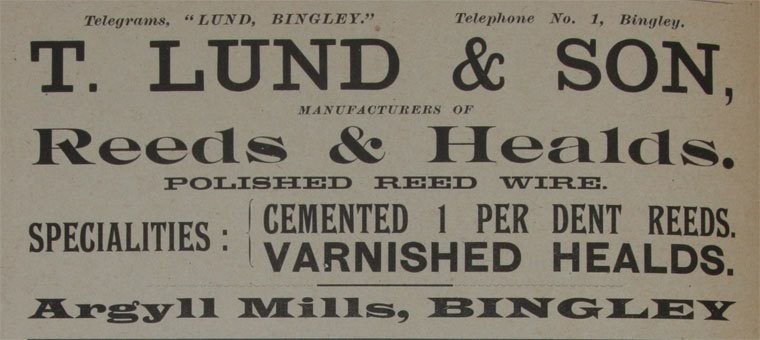 Telegrams, "LUND, BINGLEY." Telephone No. 1, Bingley.
T. LUND & SON,
MANUFACTURERS OF
Reeds & Healds.
POLISHED REED WIRE.
SPECIALITIES : CEMENTED 1 PER DENT REEDS.
VARNISHED HEALDS.
Argyll Mills, BINGLEY